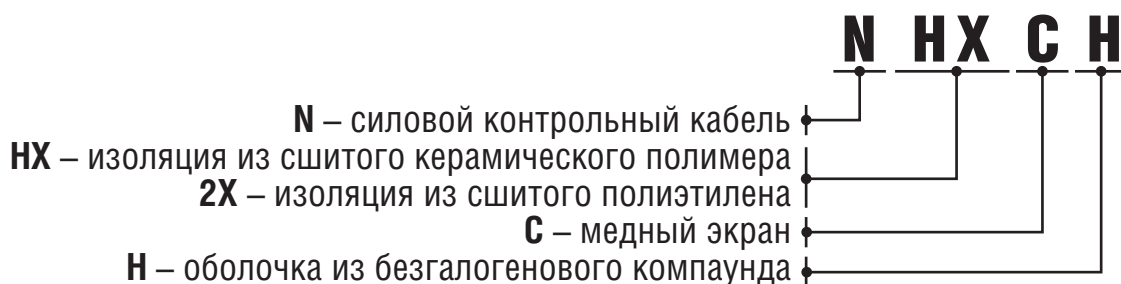 N HX C H
N – силовой контрольный кабель
HX – изоляция из сшитого керамического полимера
2X – изоляция из сшитого полиэтилена
C – медный экран
H – оболочка из безгалогенового компаунда